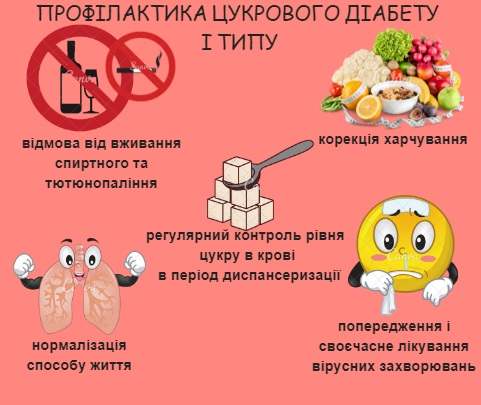 ПРОФІЛАКТИКА ЦУКРОВОГО ДІАБЕТУ
І ТИПУ
відмова від вживання
спиртного та
тютюнопаління
корекція харчування
регулярний контроль рівня
цукру в крові
в період диспансеризації
нормалізація
способу життя
попередження і
своєчасне лікування
вірусних захворювань